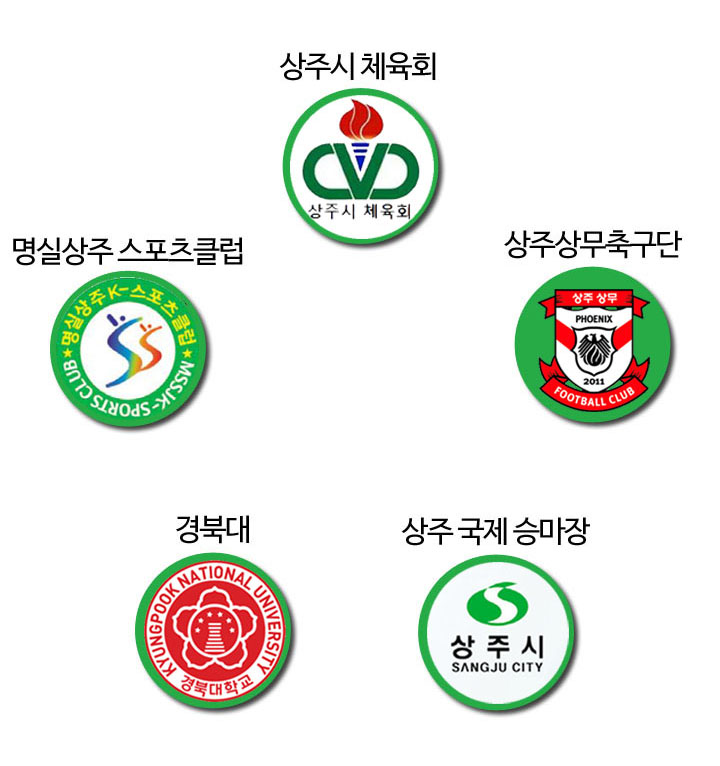 상주시 체육회
CVD
상주시 체육회
명실상주 스포츠클럽
명실상주 K-스포츠클럽
MSSJK-SPORTS CLUB
상주상무축구단
상주 상무
PHOENIX
2011
FOOTBALL CLUB
경북대
KYUNGPOOK NATIONAL UNIVERSITY
경북대학교
상주 국제 승마장
상주시
SANGJU CITY